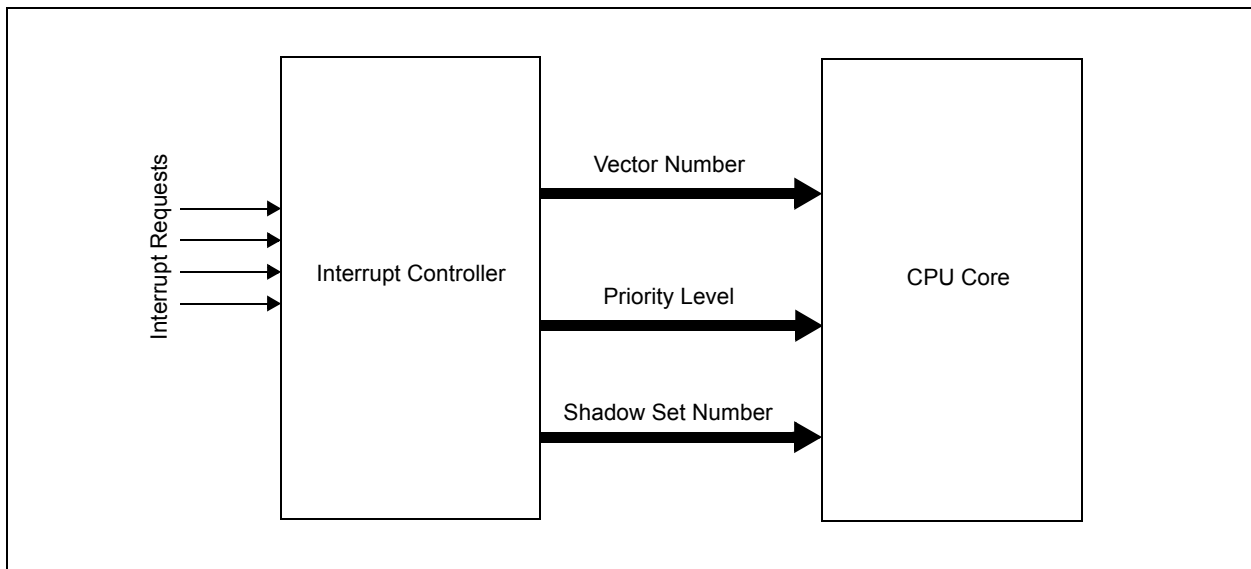 Interrupt Requests
Interrupt Controller
Vector Number
Priority Level
Shadow Set Number
CPU Core